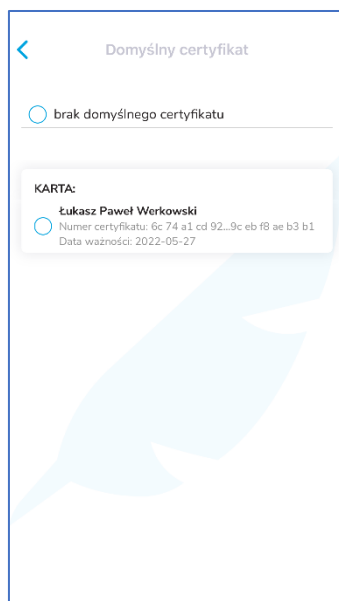 Domyślny certyfikat
brak domyślnego certyfikatu
KARTA:
Łukasz Paweł Werkowski
Numer certyfikatu: 6c 74 a1 cd 92...9c eb f8 ae b3 b1
Data ważności: 2022-05-27